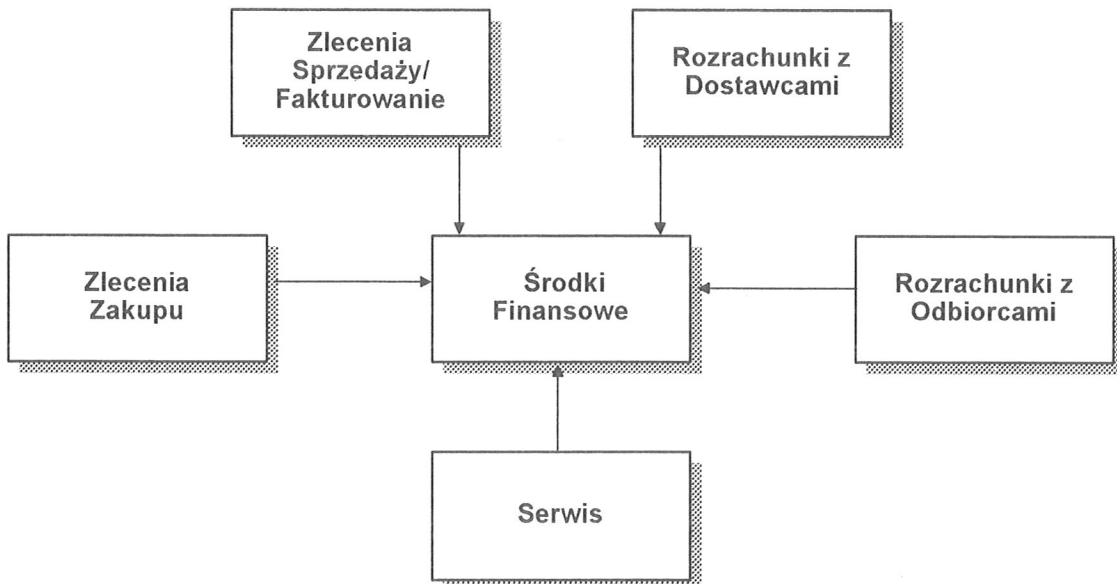 Zlecenia
Sprzedaży/
Fakturowanie
Rozrachunki z
Dostawcami
Zlecenia
Zakupu
Środki
Finansowe
Rozrachunki z
Odbiorcami
Serwis